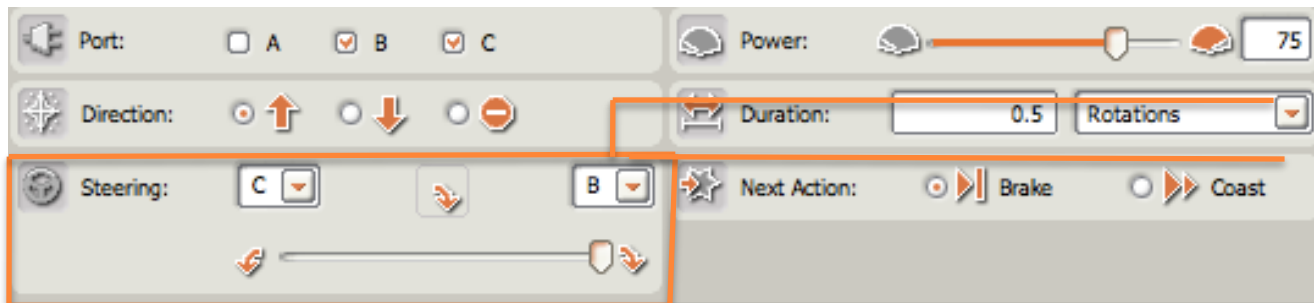 Port: A B C
Power: 75
Direction:
Duration: 0.5 Rotations
Steering: C B
Next Action: Brake Coast